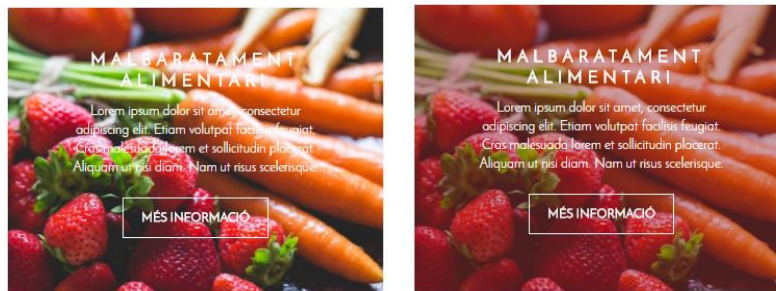 MALBARATAMENT
ALIMENTARI
Lorem ipsum dolor sit amet, consectetur
adipiscing elit. Etiam volutpat facilisis feugiat.
Cras malesuada lorem et sollicitudin placerat.
Aliquam ut nisi diam. Nam ut risus scelerisque.
MÉS INFORMACIÓ
MALBARATAMENT
ALIMENTARI
Lorem ipsum dolor sit amet, consectetur
adipiscing elit. Etiam volutpat facilisis feugiat.
Cras malesuada lorem et sollicitudin placerat.
Aliquam ut nisi diam. Nam ut risus scelerisque.
MÉS INFORMACIÓ